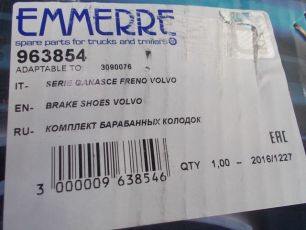 EMMERRE
spare parts for trucks and trailers
963854
ADAPTABLE TO: 3090076
IT- SERIE GANASCE FRENO VOLVO
EN- BRAKE SHOES VOLVO
RU- КОМПЛЕКТ БАРАБАННЫХ КОЛОДОК
EAC
QTY 1,00 - 2016/1227
3 000009 638546